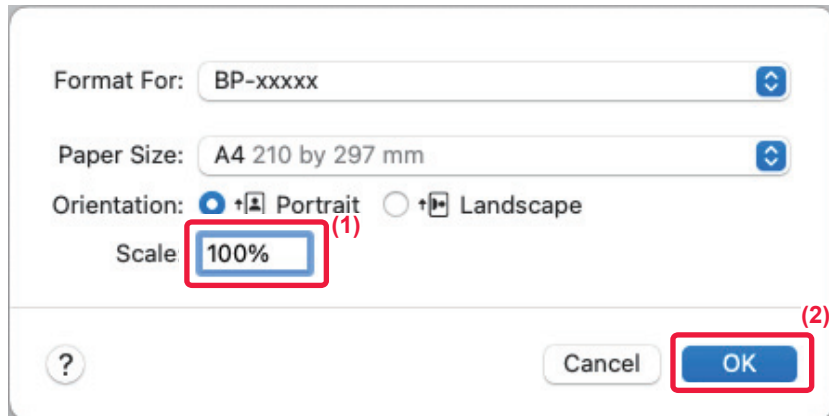 Format For: BP-xxxxx
Paper Size: A4 210 by 297 mm
Orientation: Portrait Landscape
(1)
Scale: 100%
(2)
? Cancel OK